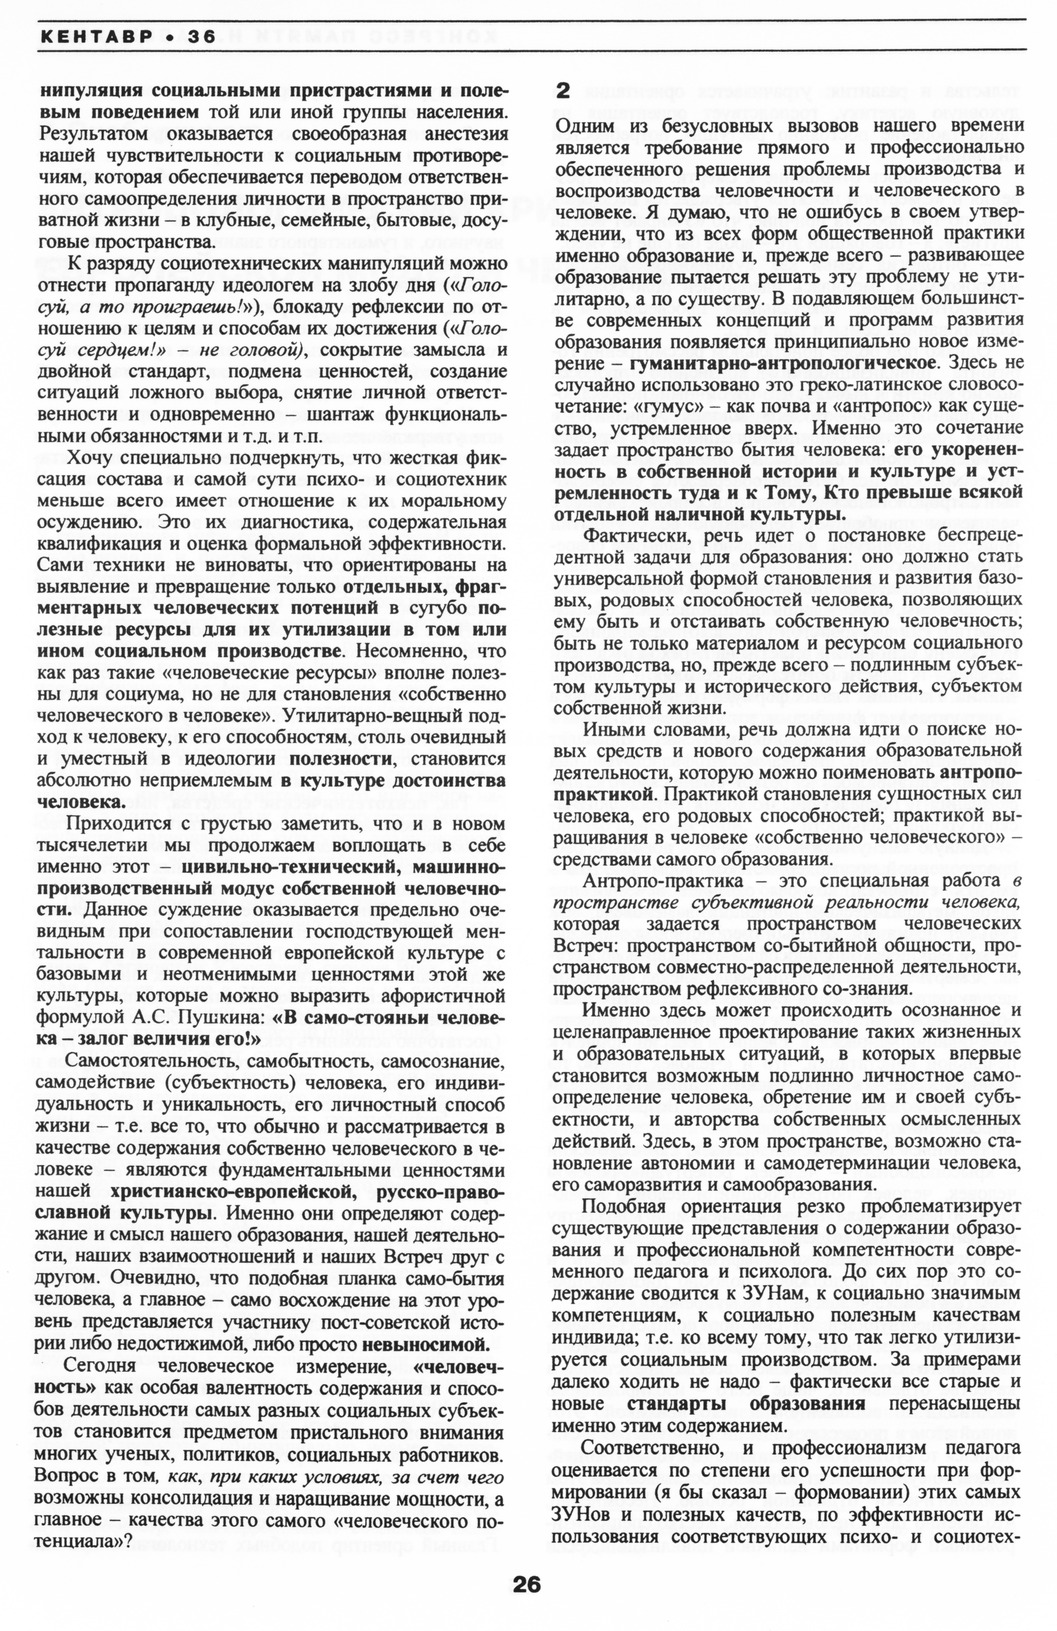 КЕНТАВР • 36
нипуляция социальными пристрастиями и поле-
вым поведением той или иной группы населения.
Результатом оказывается своеобразная анестезия
нашей чувствительности к социальным противоре-
чиям, которая обеспечивается переводом ответствен-
ного самоопределения личности в пространство при-
ватной жизни – в клубные, семейные, бытовые, досу-
говые пространства.
К разряду социотехнических манипуляций можно
отнести пропаганду идеологем на злобу дня («Голо-
суй, а то проиграешь!»), блокаду рефлексии по от-
ношению к целям и способам их достижения («Голо-
суй сердцем!» – не головой), сокрытие замысла и
двойной стандарт, подмена ценностей, создание
ситуаций ложного выбора, снятие личной ответст-
венности и одновременно – шантаж функциональ-
ными обязанностями и т.д. и т.п.
Хочу специально подчеркнуть, что жесткая фик-
сация состава и самой сути психо- и социотехник
меньше всего имеет отношение к их моральному
осуждению. Это их диагностика, содержательная
квалификация и оценка формальной эффективности.
Сами техники не виноваты, что ориентированы на
выявление и превращение только отдельных, фраг-
ментарных человеческих потенций в сугубо по-
лезные ресурсы для их утилизации в том или
ином социальном производстве. Несомненно, что
как раз такие «человеческие ресурсы» вполне полез-
ны для социума, но не для становления «собственно
человеческого в человеке». Утилитарно-вещный под-
ход к человеку, к его способностям, столь очевидный
и уместный в идеологии полезности, становится
абсолютно неприемлемым в культуре достоинства
человека.
Приходится с грустью заметить, что и в новом
тысячелетии мы продолжаем воплощать в себе
именно этот – цивильно-технический, машинно-
производственный модус собственной человечно-
сти. Данное суждение оказывается предельно оче-
видным при сопоставлении господствующей мен-
тальности в современной европейской культуре с
базовыми и неотменимыми ценностями этой же
культуры, которые можно выразить афористичной
формулой А.С. Пушкина: «В само-стояньи челове-
ка – залог величия его!»
Самостоятельность, самобытность, самосознание,
самодействие (субъектность) человека, его индиви-
дуальность и уникальность, его личностный способ
жизни – т.е. все то, что обычно и рассматривается в
качестве содержания собственно человеческого в че-
ловеке – являются фундаментальными ценностями
нашей христианско-европейской, русско-право-
славной культуры. Именно они определяют содер-
жание и смысл нашего образования, нашей деятельно-
сти, наших взаимоотношений и наших Встреч друг с
другом. Очевидно, что подобная планка само-бытия
человека, а главное – само восхождение на этот уро-
вень представляется участнику пост-советской исто-
рии либо недостижимой, либо просто невыносимой.
Сегодня человеческое измерение, «человеч-
ность» как особая валентность содержания и спосо-
бов деятельности самых разных социальных субъек-
тов становится предметом пристального внимания
многих ученых, политиков, социальных работников.
Вопрос в том, как, при каких условиях, за счет чего
возможны консолидация и наращивание мощности, а
главное – качества этого самого «человеческого по-
тенциала»?
2
Одним из безусловных вызовов нашего времени
является требование прямого и профессионально
обеспеченного решения проблемы производства и
воспроизводства человечности и человеческого в
человеке. Я думаю, что не ошибусь в своем утвер-
ждении, что из всех форм общественной практики
именно образование и, прежде всего – развивающее
образование пытается решать эту проблему не ути-
литарно, а по существу. В подавляющем большинст-
ве современных концепций и программ развития
образования появляется принципиально новое изме-
рение – гуманитарно-антропологическое. Здесь не
случайно использовано это греко-латинское словосо-
четание: «гумус» – как почва и «антропос» как суще-
ство, устремленное вверх. Именно это сочетание
задает пространство бытия человека: его укоренен-
ность в собственной истории и культуре и уст-
ремленность туда и к Тому, Кто превыше всякой
отдельной наличной культуры.
Фактически, речь идет о постановке беспреце-
дентной задачи для образования: оно должно стать
универсальной формой становления и развития базо-
вых, родовых способностей человека, позволяющих
ему быть и отстаивать собственную человечность;
быть не только материалом и ресурсом социального
производства, но, прежде всего – подлинным субъек-
том культуры и исторического действия, субъектом
собственной жизни.
Иными словами, речь должна идти о поиске но-
вых средств и нового содержания образовательной
деятельности, которую можно поименовать антропо-
практикой. Практикой становления сущностных сил
человека, его родовых способностей; практикой вы-
ращивания в человеке «собственно человеческого» –
средствами самого образования.
Антропо-практика – это специальная работа в
пространстве субъективной реальности человека,
которая задается пространством человеческих
Встреч: пространством со-бытийной общности, про-
странством совместно-распределенной деятельности,
пространством рефлексивного со-знания.
Именно здесь может происходить осознанное и
целенаправленное проектирование таких жизненных
и образовательных ситуаций, в которых впервые
становится возможным подлинно личностное само-
определение человека, обретение им и своей субъ-
ектности, и авторства собственных осмысленных
действий. Здесь, в этом пространстве, возможно ста-
новление автономии и самодетерминации человека,
его саморазвития и самообразования.
Подобная ориентация резко проблематизирует
существующие представления о содержании образо-
вания и профессиональной компетентности совре-
менного педагога и психолога. До сих пор это со-
держание сводится к ЗУНам, к социально значимым
компетенциям, к социально полезным качествам
индивида; т.е. ко всему тому, что так легко утилизи-
руется социальным производством. За примерами
далеко ходить не надо – фактически все старые и
новые стандарты образования перенасыщены
именно этим содержанием.
Соответственно, и профессионализм педагога
оценивается по степени его успешности при фор-
мировании (я бы сказал – формовании) этих самых
ЗУНов и полезных качеств, по эффективности ис-
пользования соответствующих психо- и социотех-
26